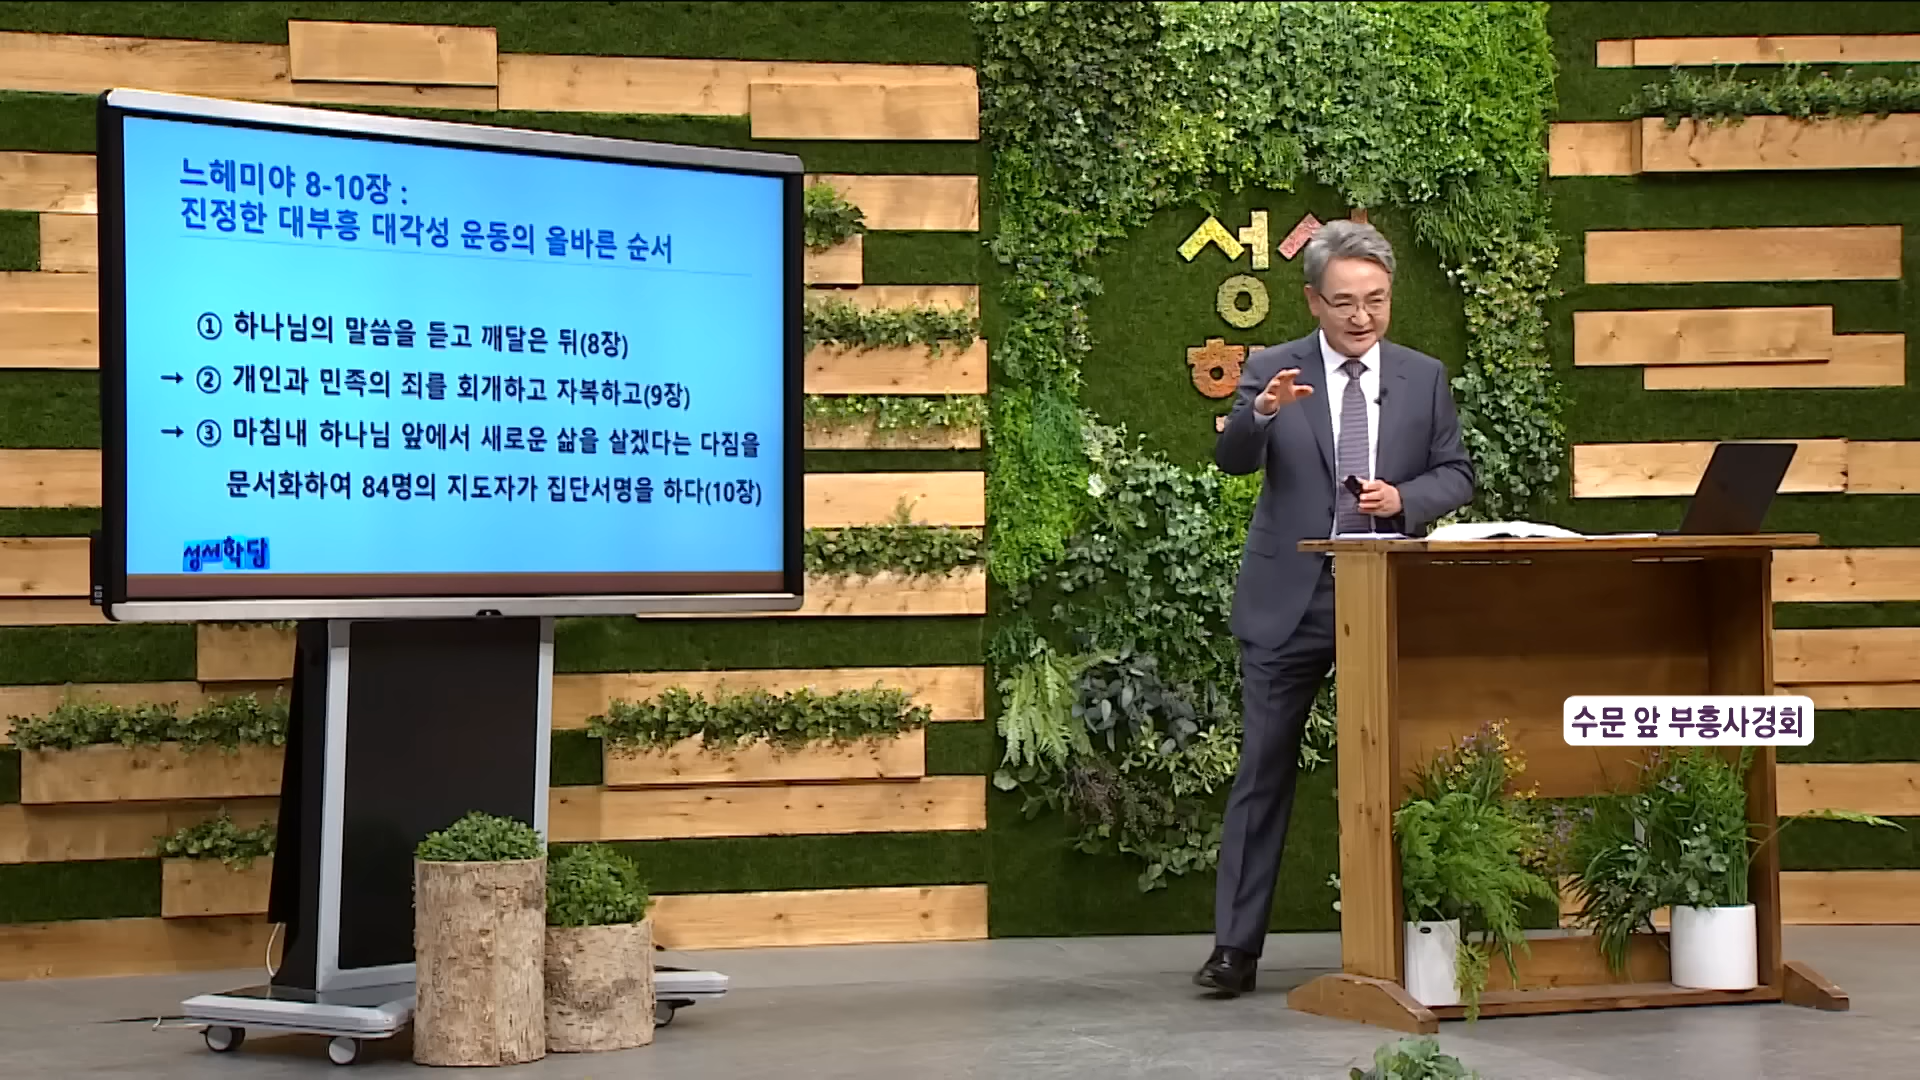 느헤미야 8-10장 :
진정한 대부흥 대각성 운동의 올바른 순서
① 하나님의 말씀을 듣고 깨달은 뒤(8장)
→ ② 개인과 민족의 죄를 회개하고 자복하고(9장)
→ ③ 마침내 하나님 앞에서 새로운 삶을 살겠다는 다짐을
문서화하여 84명의 지도자가 집단서명을 하다(10장)
성서학당
성
수문 앞 부흥사경회